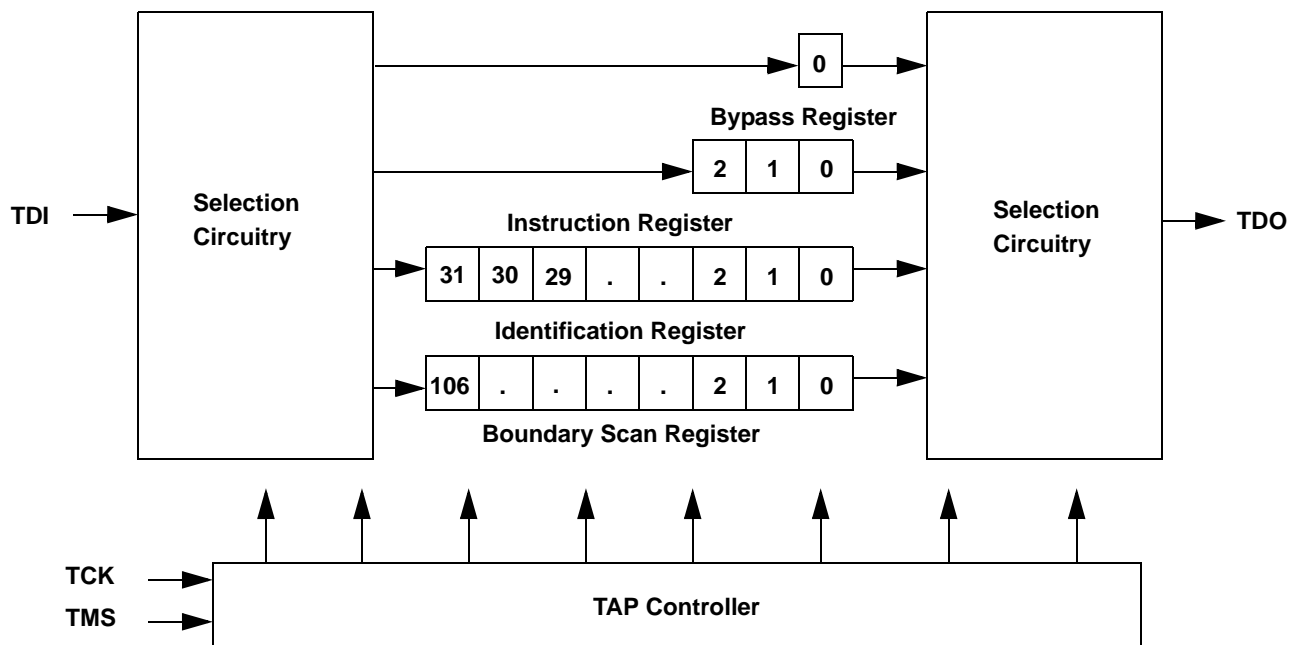 0
Bypass Register
2 1 0
Selection
Circuitry
Selection
Circuitry
TDI
TDO
Instruction Register
31 30 29 . . 2 1 0
Identification Register
106 . . . . 2 1 0
Boundary Scan Register
TCK
TMS
TAP Controller